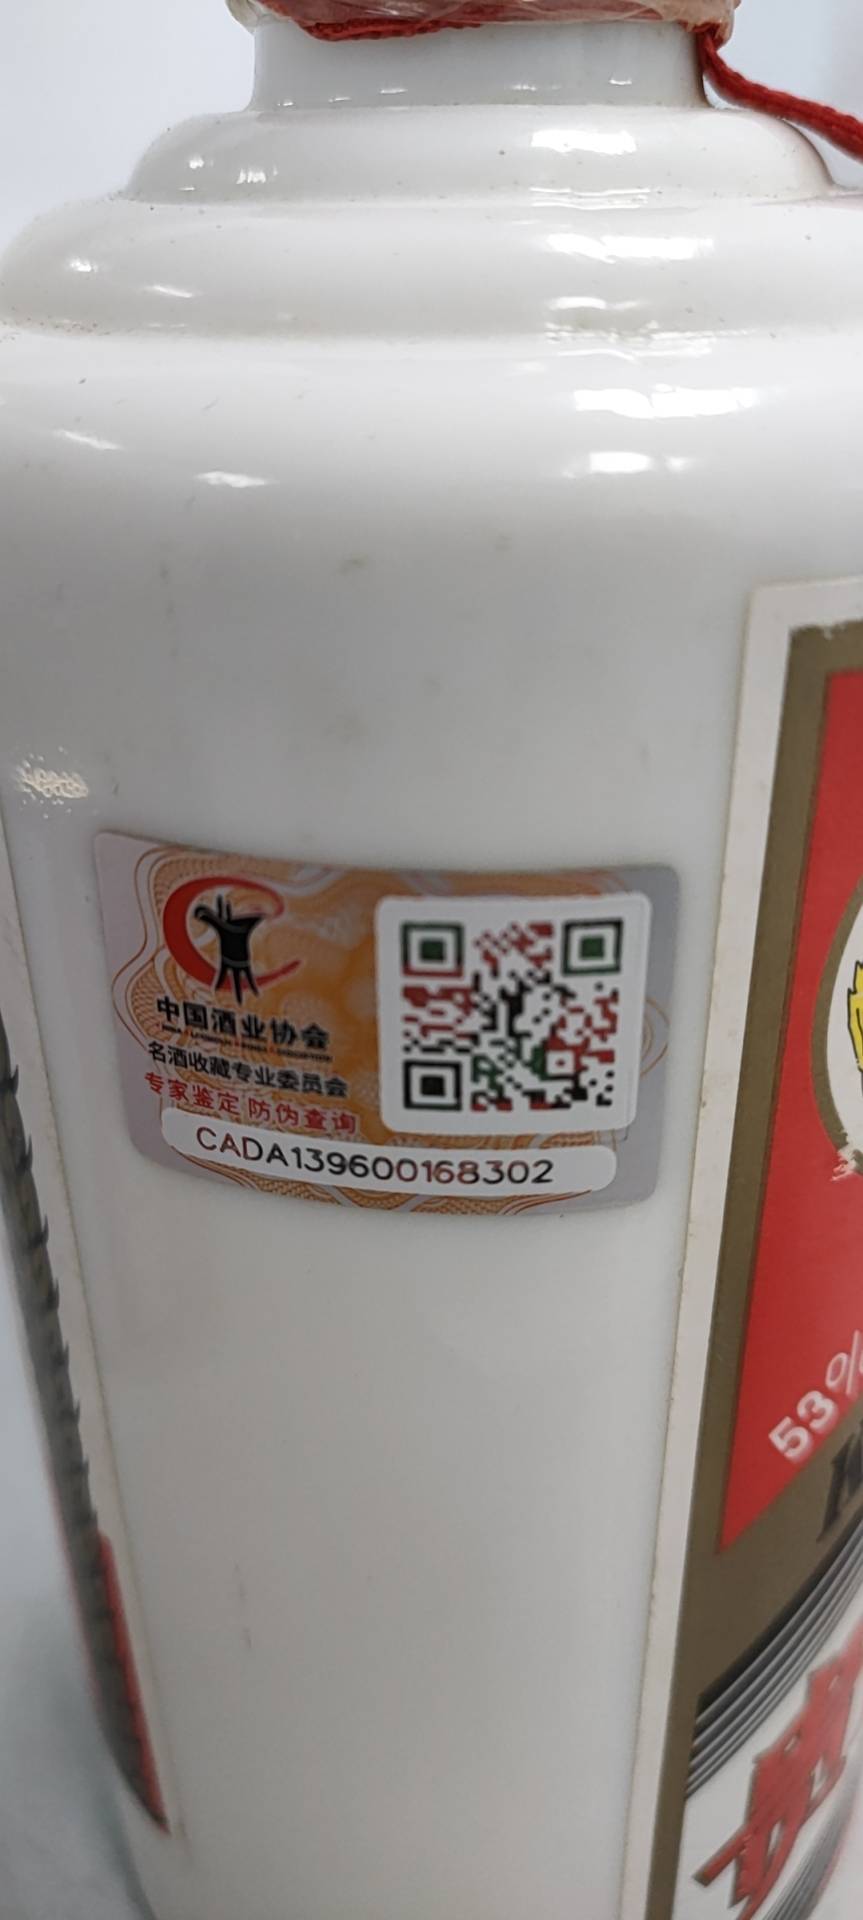 中国酒业协会
名酒收藏专业委员会
专家鉴定 防伪查询
CADA139600168302
53%